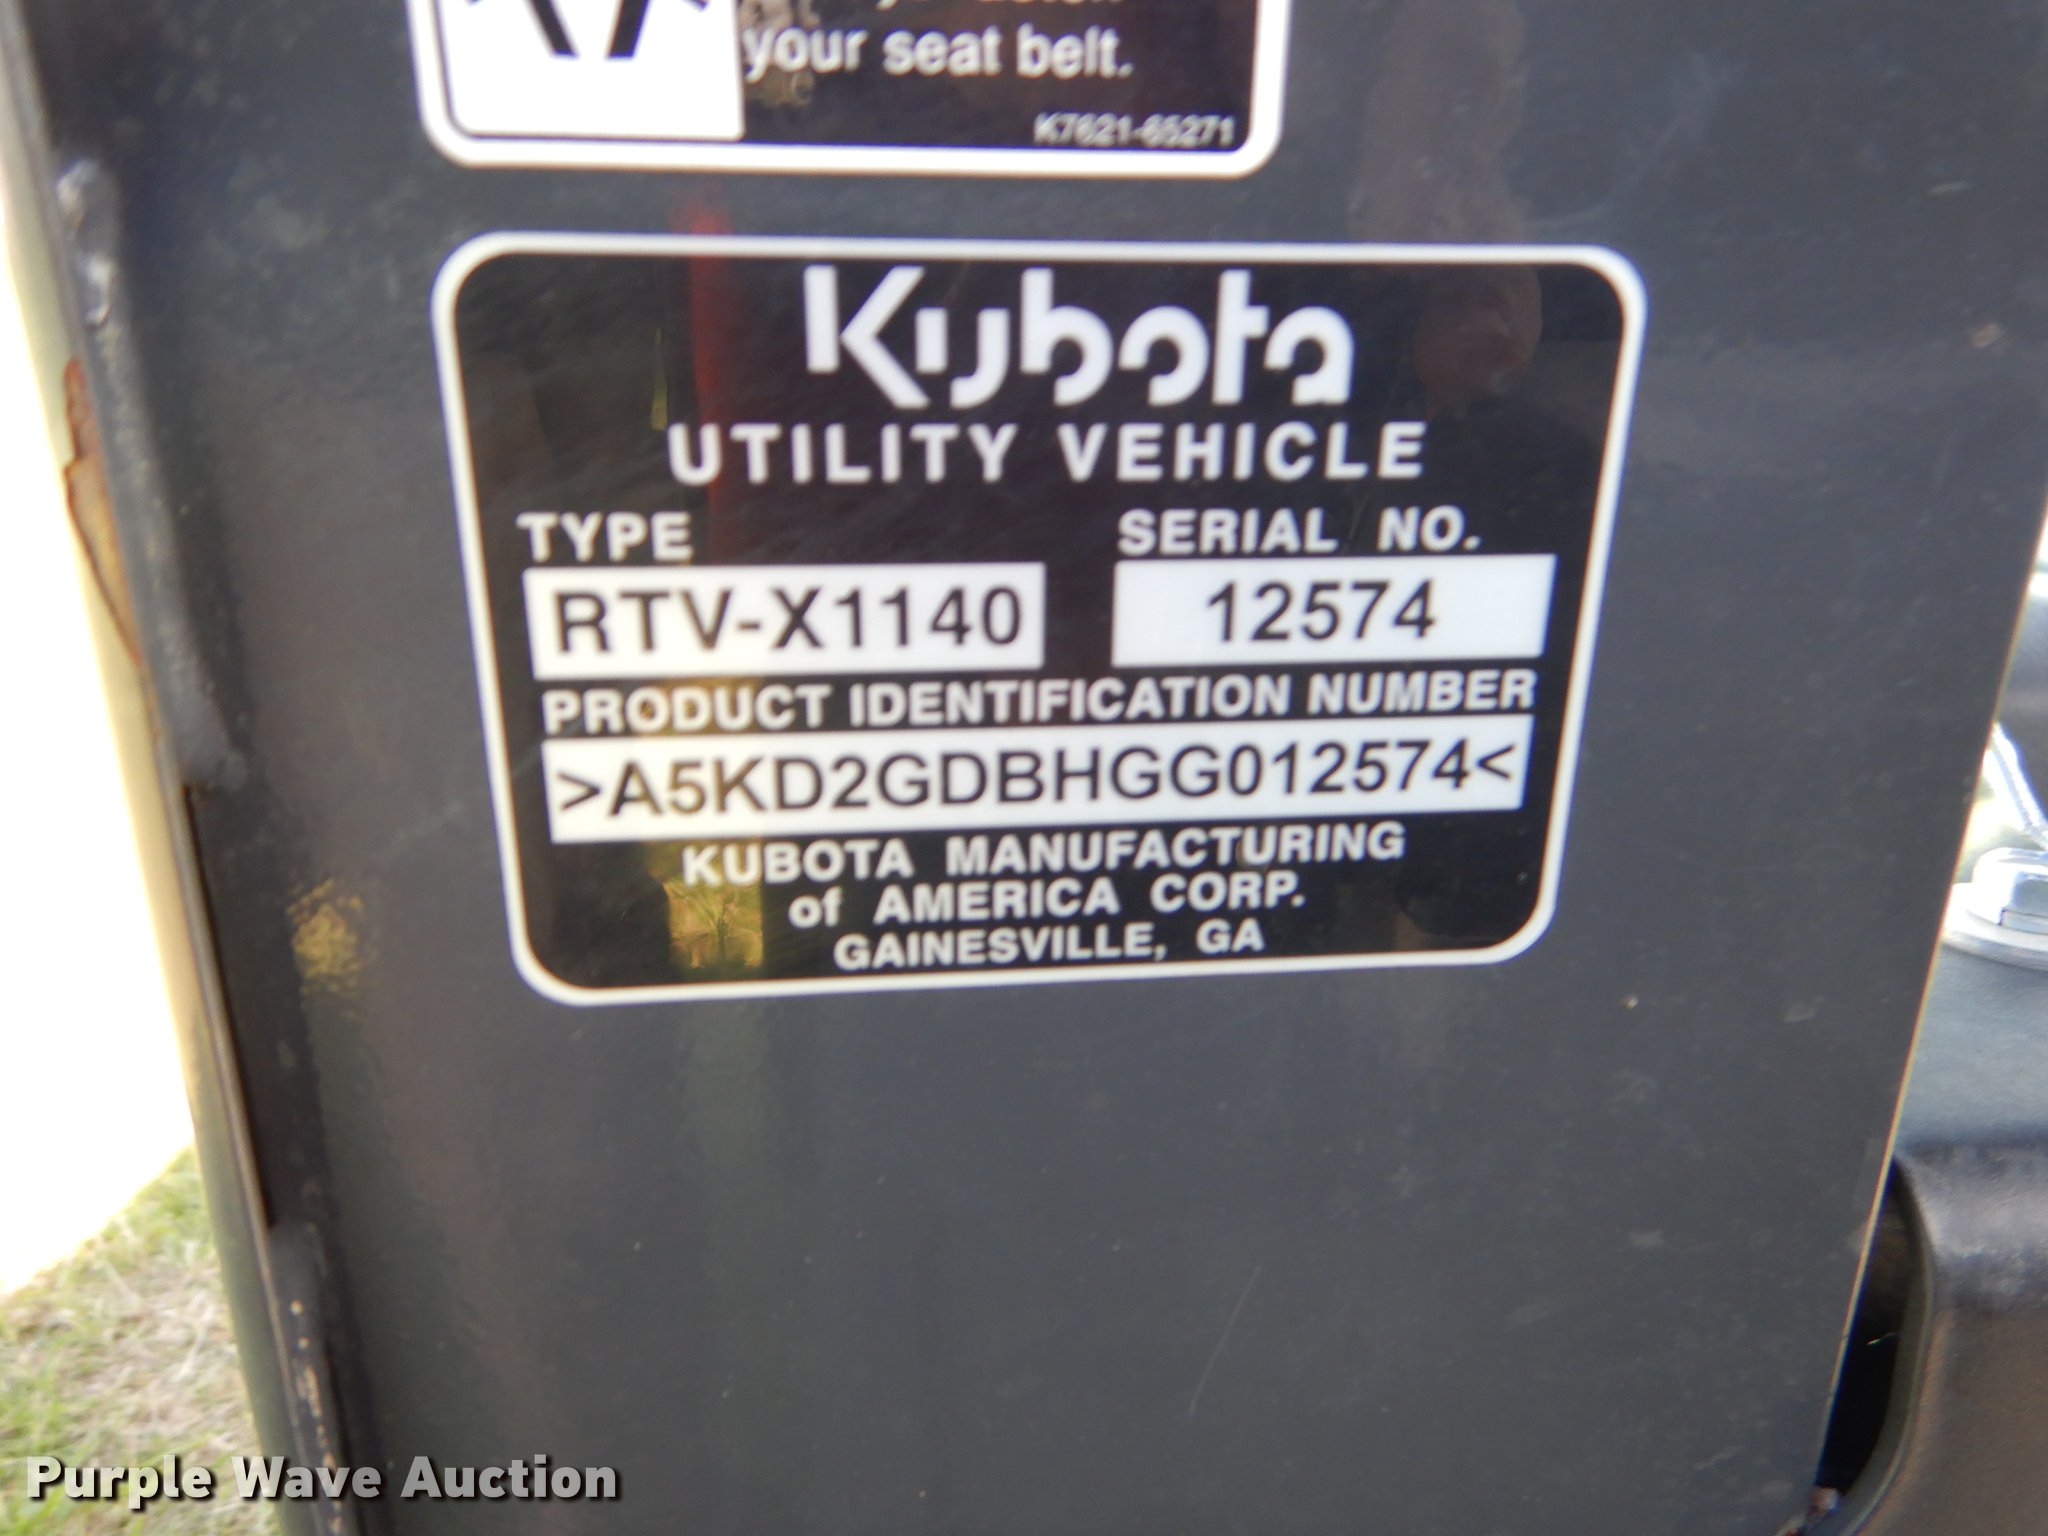 your seat belt.
K7621-65271
Kubota
UTILITY VEHICLE
TYPE SERIAL NO.
RTV-X1140 12574
PRODUCT IDENTIFICATION NUMBER
>A5KD2GDBHGG012574<
KUBOTA MANUFACTURING
of AMERICA CORP.
GAINESVILLE, GA
Purple Wave Auction